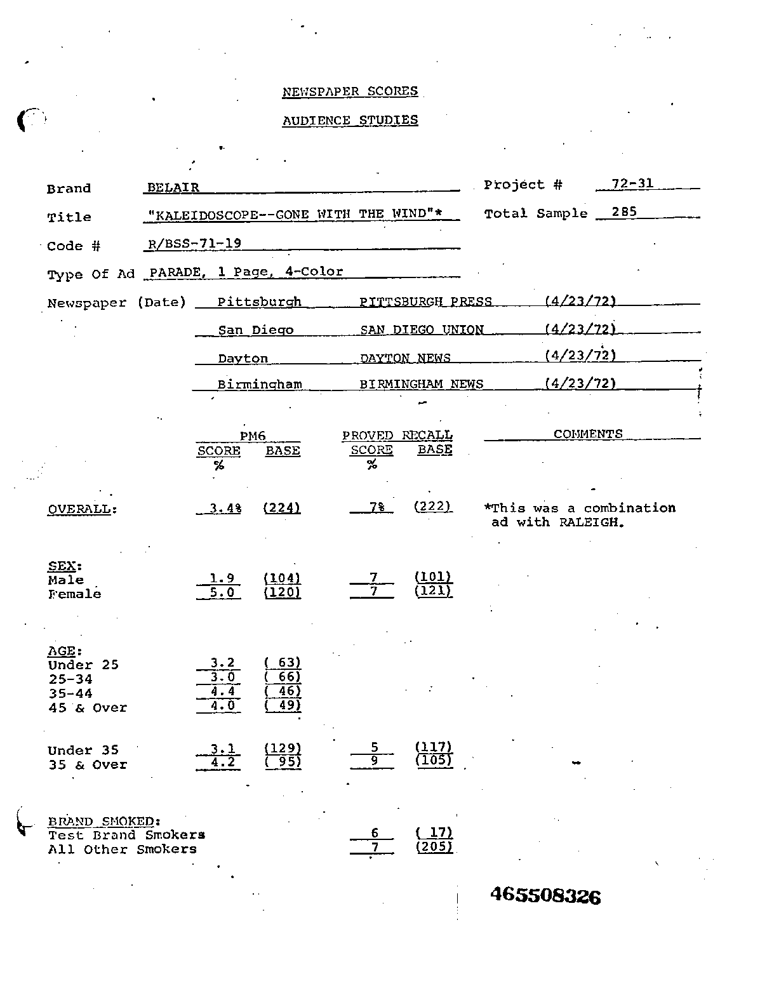 NEWSPAPER SCORES
AUDIENCE STUDIES
Brand BELAIR Project # 72-31
Title "KALEIDOSCOPE--GONE WITH THE WIND"* Total Sample 285
Code # R/BSS-71-19
Type Of Ad PARADE, 1 Page, 4-Color
Newspaper (Date) Pittsburgh PITTSBURGH PRESS (4/23/72)
San Diego SAN DIEGO UNION (4/23/72)
Dayton DAYTON NEWS (4/23/72)
Birmingham BIRMINGHAM NEWS (4/23/72)
PM6 PROVED RECALL COMMENTS
SCORE BASE SCORE BASE
% %
OVERALL: 3.4% (224) 7% (222) *This was a combination
ad with RALEIGH.
SEX:
Male 1.9 (104) 7 (101)
Female 5.0 (120) 7 (121)
AGE:
Under 25 3.2 ( 63)
25-34 3.0 ( 66)
35-44 4.4 ( 46)
45 & Over 4.0 ( 49)
Under 35 3.1 (129) 5 (117)
35 & Over 4.2 ( 95) 9 (105)
BRAND SMOKED:
Test Brand Smokers 6 ( 17)
All Other Smokers 7 (205)
465508326